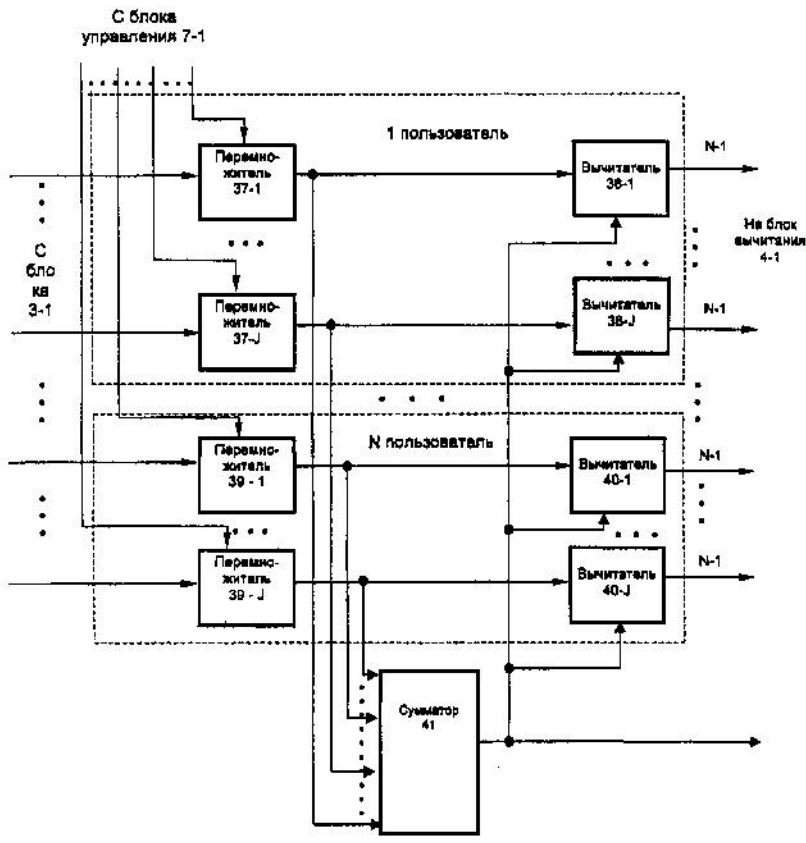 С блока
управления 7-1
1 пользователь
Перемно-
житель
37-1
Вычитатель
38-1
N-1
На блок
вычитания
4-1
С
бло
ка
3-1
Перемно-
житель
37-J
Вычитатель
38-J
N-1
N пользователь
Перемно-
житель
39 - 1
Вычитатель
40-1
N-1
Перемно-
житель
39 - J
Вычитатель
40-J
N-1
Сумматор
41